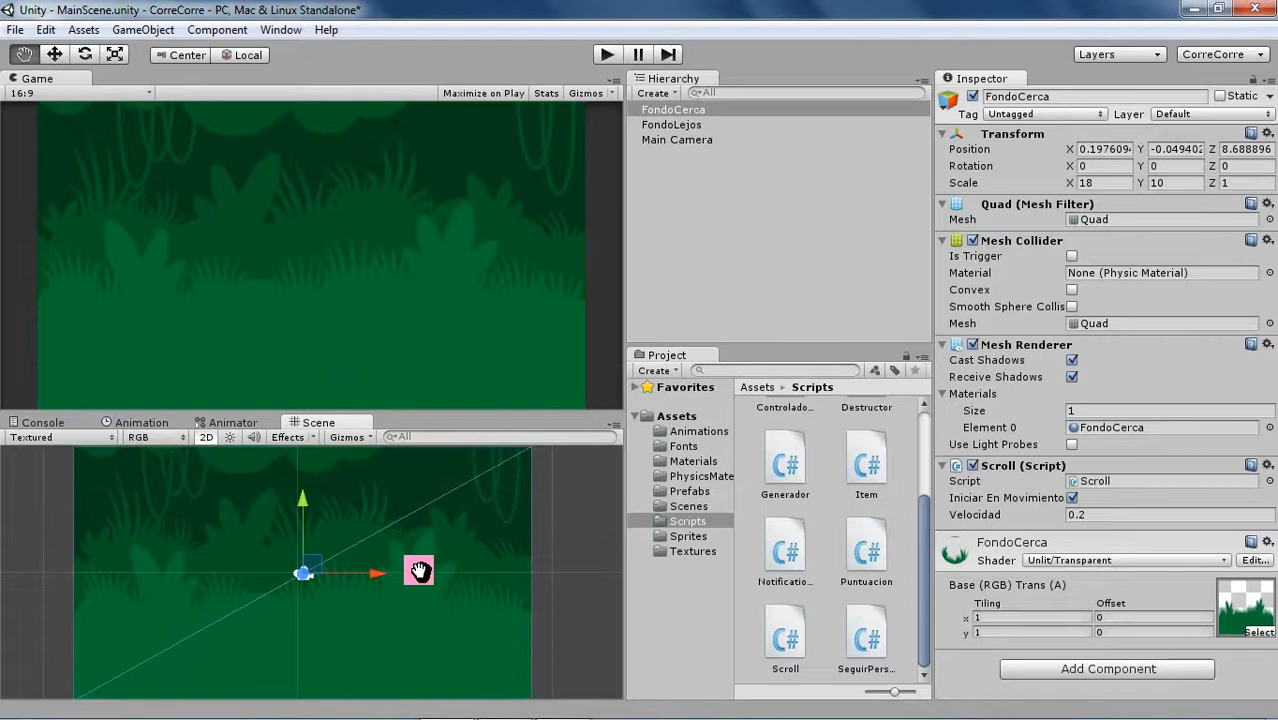 Unity - MainScene.unity - CorreCorre - PC, Mac & Linux Standalone*
File Edit Assets GameObject Component Window Help
Center Local Layers CorreCorre
Game
16:9 Maximize on Play Stats Gizmos
Hierarchy
Create All
FondoCerca
FondoLejos
Main Camera
Project
Create
Favorites
Assets
Animations
Fonts
Materials
PhysicsMate
Prefabs
Scenes
Scripts
Sprites
Textures
Assets Scripts
Controlado... Destructor
Generador Item
Notificatio... Puntuacion
Scroll SeguirPers...
Console Animation Animator Scene
Textured RGB 2D Effects Gizmos All
Inspector
FondoCerca Static
Tag Untagged Layer Default
Transform
Position X 0.197609 Y -0.049402 Z 8.688896
Rotation X 0 Y 0 Z 0
Scale X 18 Y 10 Z 1
Quad (Mesh Filter)
Mesh Quad
Mesh Collider
Is Trigger
Material None (Physic Material)
Convex
Smooth Sphere Collis
Mesh Quad
Mesh Renderer
Cast Shadows
Receive Shadows
Materials
Size 1
Element 0 FondoCerca
Use Light Probes
Scroll (Script)
Script Scroll
Iniciar En Movimiento
Velocidad 0.2
FondoCerca
Shader Unlit/Transparent Edit...
Base (RGB) Trans (A)
Tiling Offset
x 1 0
y 1 0
Select
Add Component